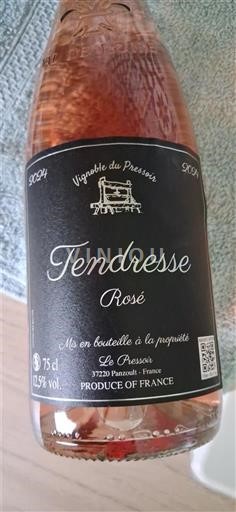 Vignoble du Pressoir
2024
2024
Tendresse
VINJOU
Rosé
Mis en bouteille à la propriété
75 cl
Le Pressoir
12,5% vol.
37220 Panzoult - France
PRODUCE OF FRANCE